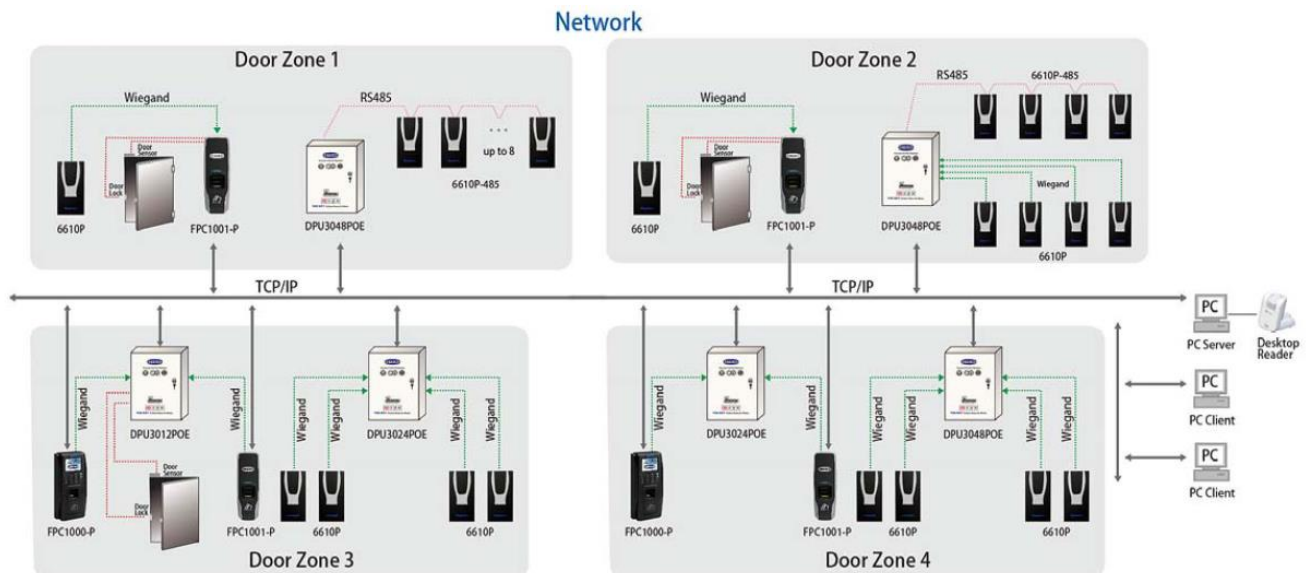 Network
Door Zone 1
Wiegand
Door
Sensor
Door
Lock
6610P
FPC1001-P
RS485
DPU3048POE
...
up to 8
6610P-485
Door Zone 2
Wiegand
Door
Sensor
Door
Lock
6610P
FPC1001-P
RS485
6610P-485
DPU3048POE
Wiegand
6610P
TCP/IP
TCP/IP
Wiegand
DPU3012POE
Wiegand
Door
Sensor
Door
Lock
FPC1000-P
FPC1001-P
Wiegand
Wiegand
DPU3024POE
Wiegand
Wiegand
6610P
6610P
Door Zone 3
Wiegand
DPU3024POE
Wiegand
FPC1000-P
FPC1001-P
Wiegand
Wiegand
DPU3048POE
Wiegand
Wiegand
6610P
6610P
Door Zone 4
PC
PC Server
Desktop
Reader
PC
PC Client
PC
PC Client